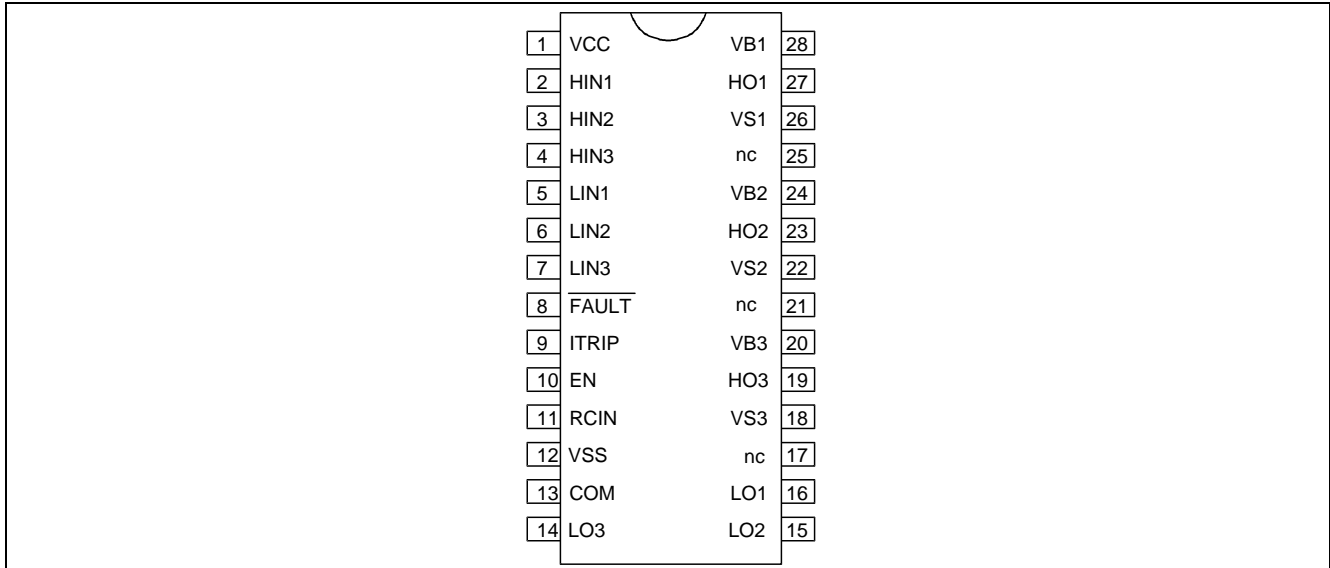 1 VCC VB1 28
2 HIN1 HO1 27
3 HIN2 VS1 26
4 HIN3 nc 25
5 LIN1 VB2 24
6 LIN2 HO2 23
7 LIN3 VS2 22
8 FAULT nc 21
9 ITRIP VB3 20
10 EN HO3 19
11 RCIN VS3 18
12 VSS nc 17
13 COM LO1 16
14 LO3 LO2 15